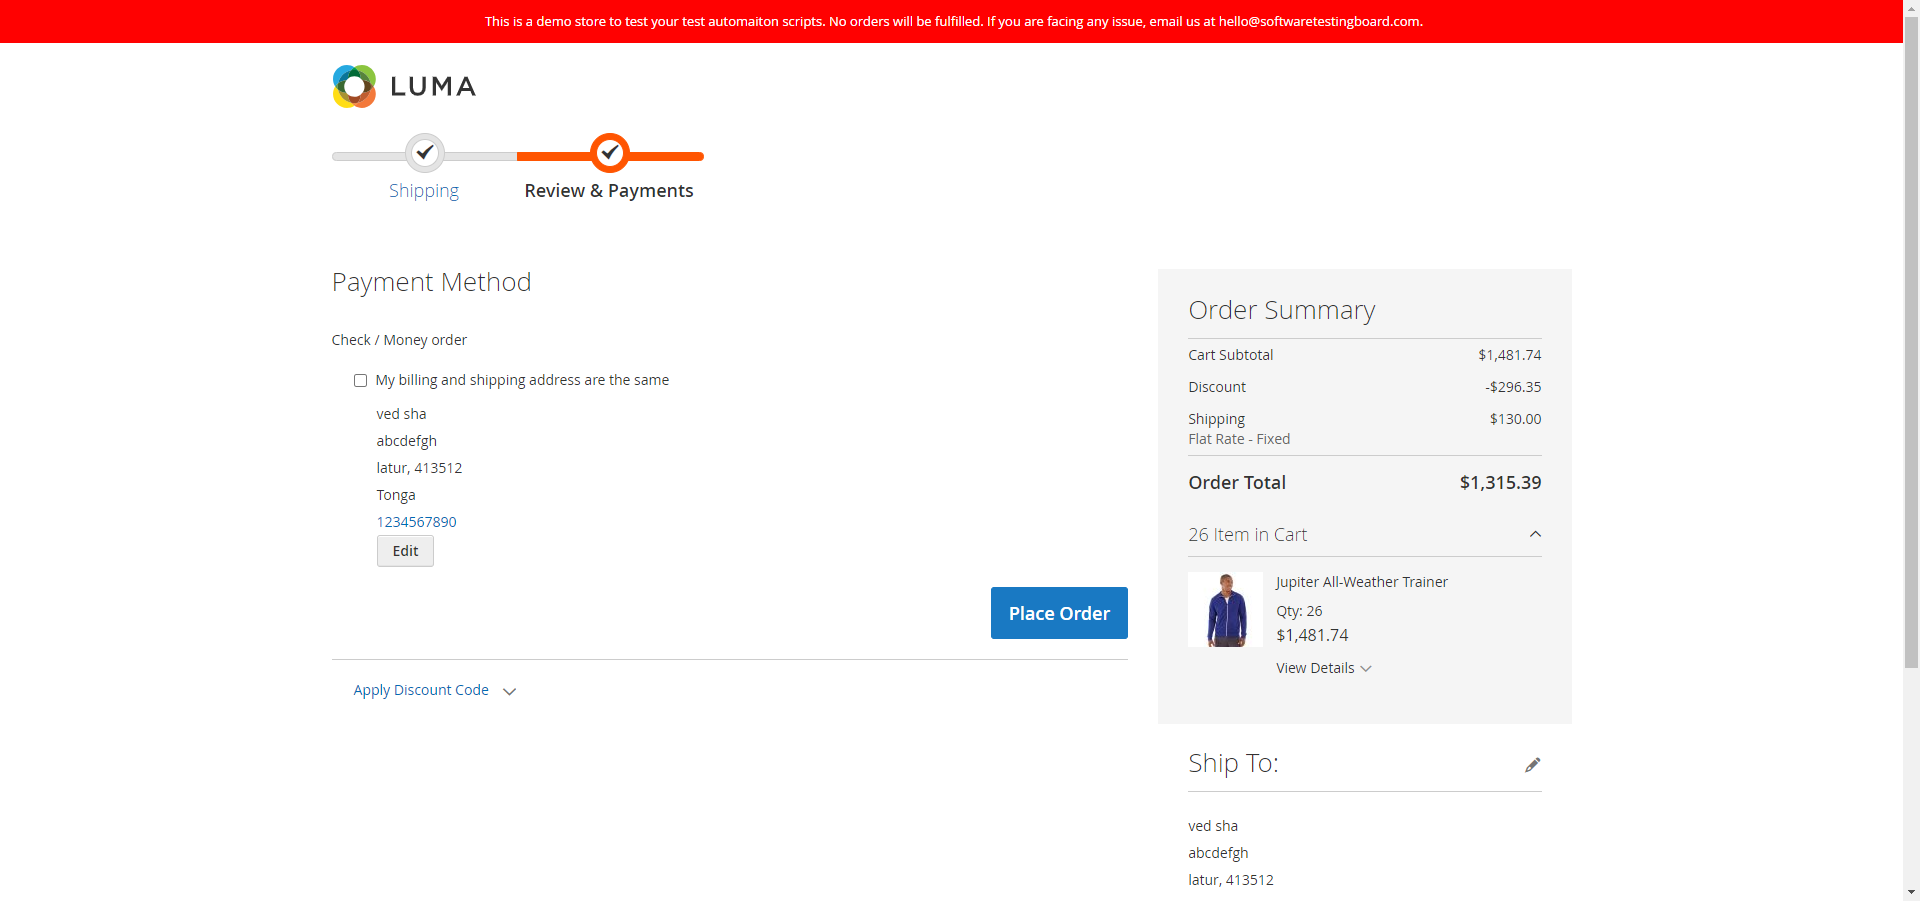 This is a demo store to test your test automaiton scripts. No orders will be fulfilled. If you are facing any issue, email us at hello@softwaretestingboard.com.
LUMA
Shipping
Review & Payments
Payment Method
Check / Money order
My billing and shipping address are the same
ved sha
abcdefgh
latur, 413512
Tonga
1234567890
Edit
Place Order
Apply Discount Code
Order Summary
Cart Subtotal $1,481.74
Discount -$296.35
Shipping $130.00
Flat Rate - Fixed
Order Total $1,315.39
26 Item in Cart
Jupiter All-Weather Trainer
Qty: 26
$1,481.74
View Details
Ship To:
ved sha
abcdefgh
latur, 413512